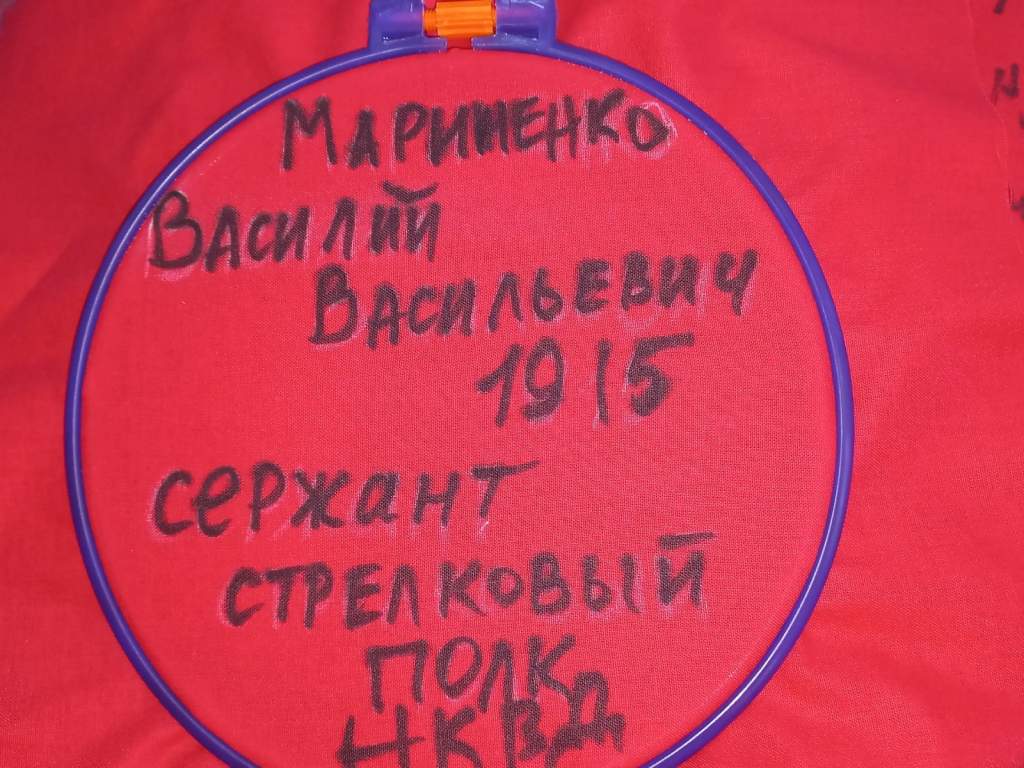 МАРИНЕНКО
ВАСИЛИЙ
ВАСИЛЬЕВИЧ
1915
сержант
стрелковый
полк
НКВД